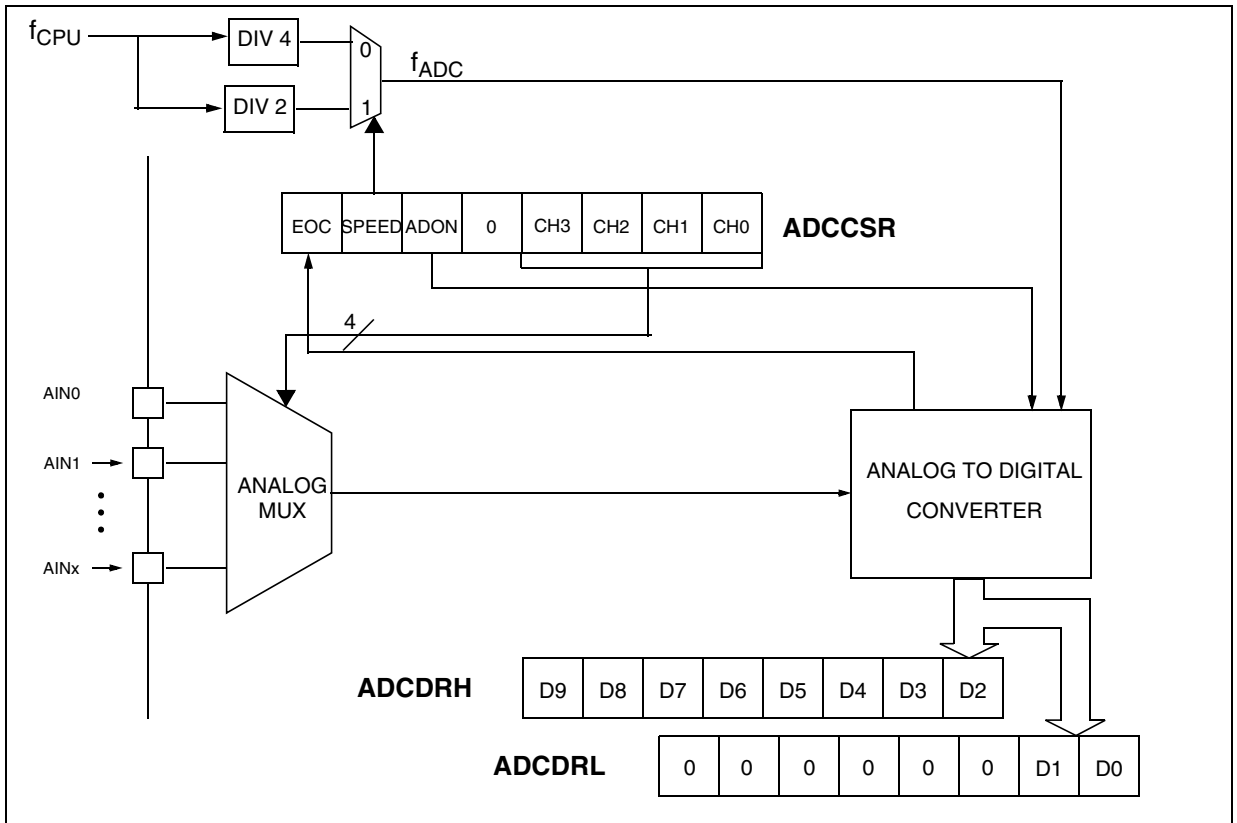 fCPU
DIV 4
0
fADC
DIV 2
1
EOC SPEED ADON 0 CH3 CH2 CH1 CH0
ADCCSR
4
AIN0
AIN1
AINx
ANALOG
MUX
ANALOG TO DIGITAL
CONVERTER
ADCDRH
D9 D8 D7 D6 D5 D4 D3 D2
ADCDRL
0 0 0 0 0 0 D1 D0